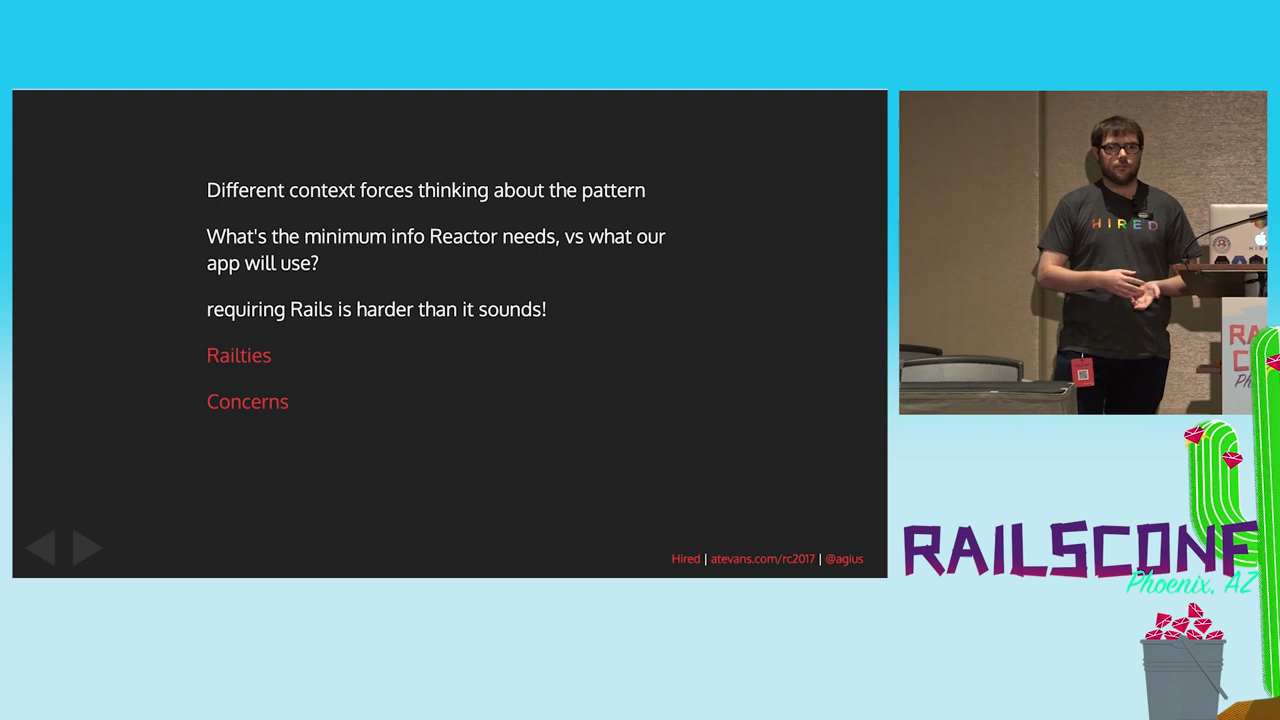 Different context forces thinking about the pattern
What's the minimum info Reactor needs, vs what our
app will use?
requiring Rails is harder than it sounds!
Railties
Concerns
Hired | atevans.com/rc2017 | @agius
HIRED
RAILSCONF
Phoenix, AZ